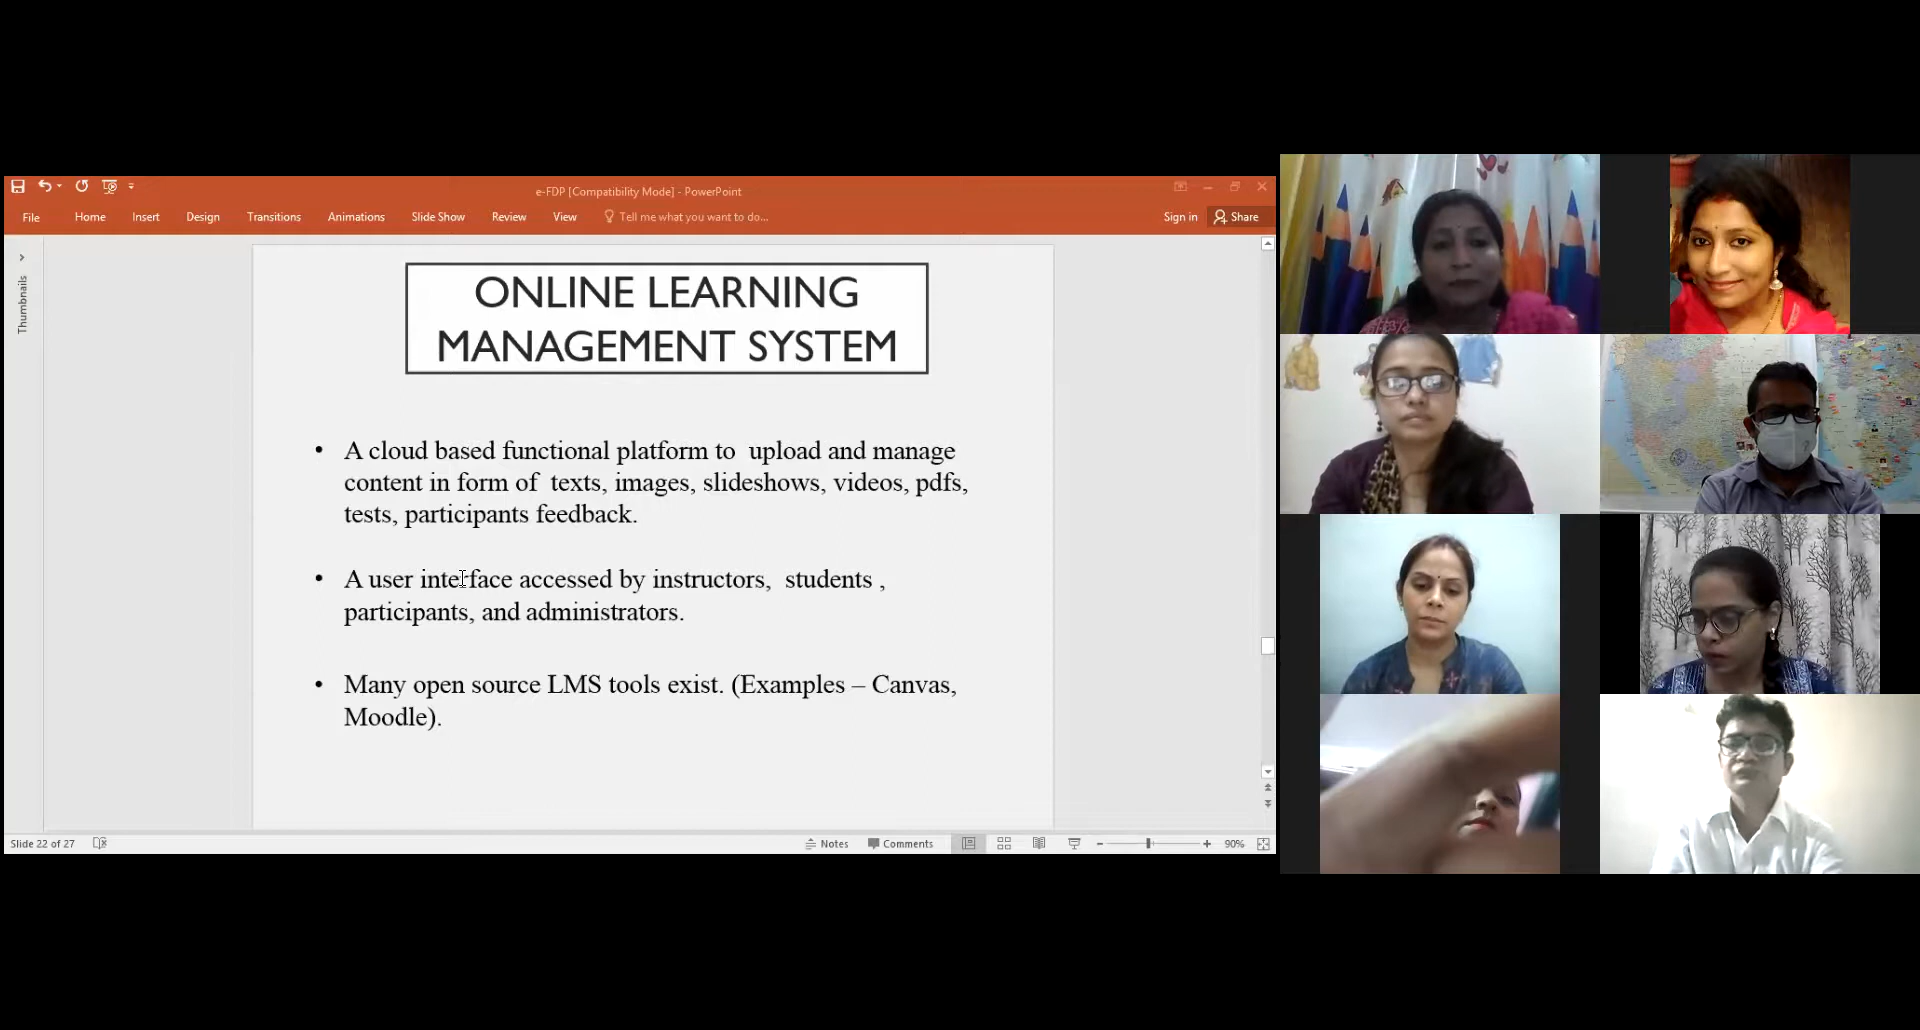 e-FDP [Compatibility Mode] - PowerPoint
File Home Insert Design Transitions Animations Slide Show Review View Tell me what you want to do... Sign in Share
Thumbnails
ONLINE LEARNING
MANAGEMENT SYSTEM
• A cloud based functional platform to upload and manage
content in form of texts, images, slideshows, videos, pdfs,
tests, participants feedback.
• A user interface accessed by instructors, students ,
participants, and administrators.
• Many open source LMS tools exist. (Examples – Canvas,
Moodle).
Slide 22 of 27 Notes Comments 90%